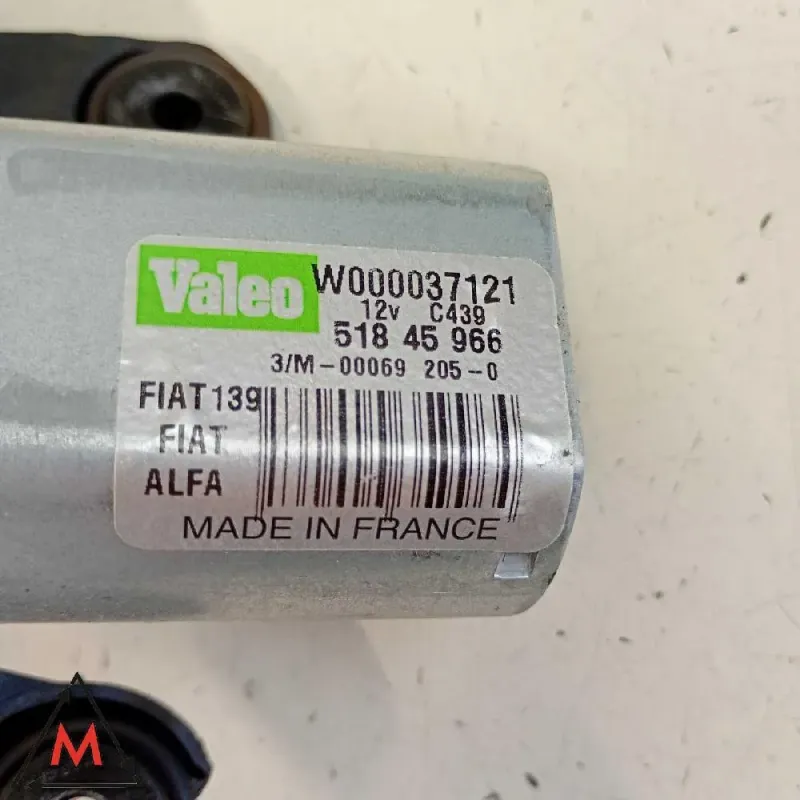 Valeo W000037121
12v C439
518 45 966
3/M-00069 205-0
FIAT139
FIAT
ALFA
MADE IN FRANCE
M